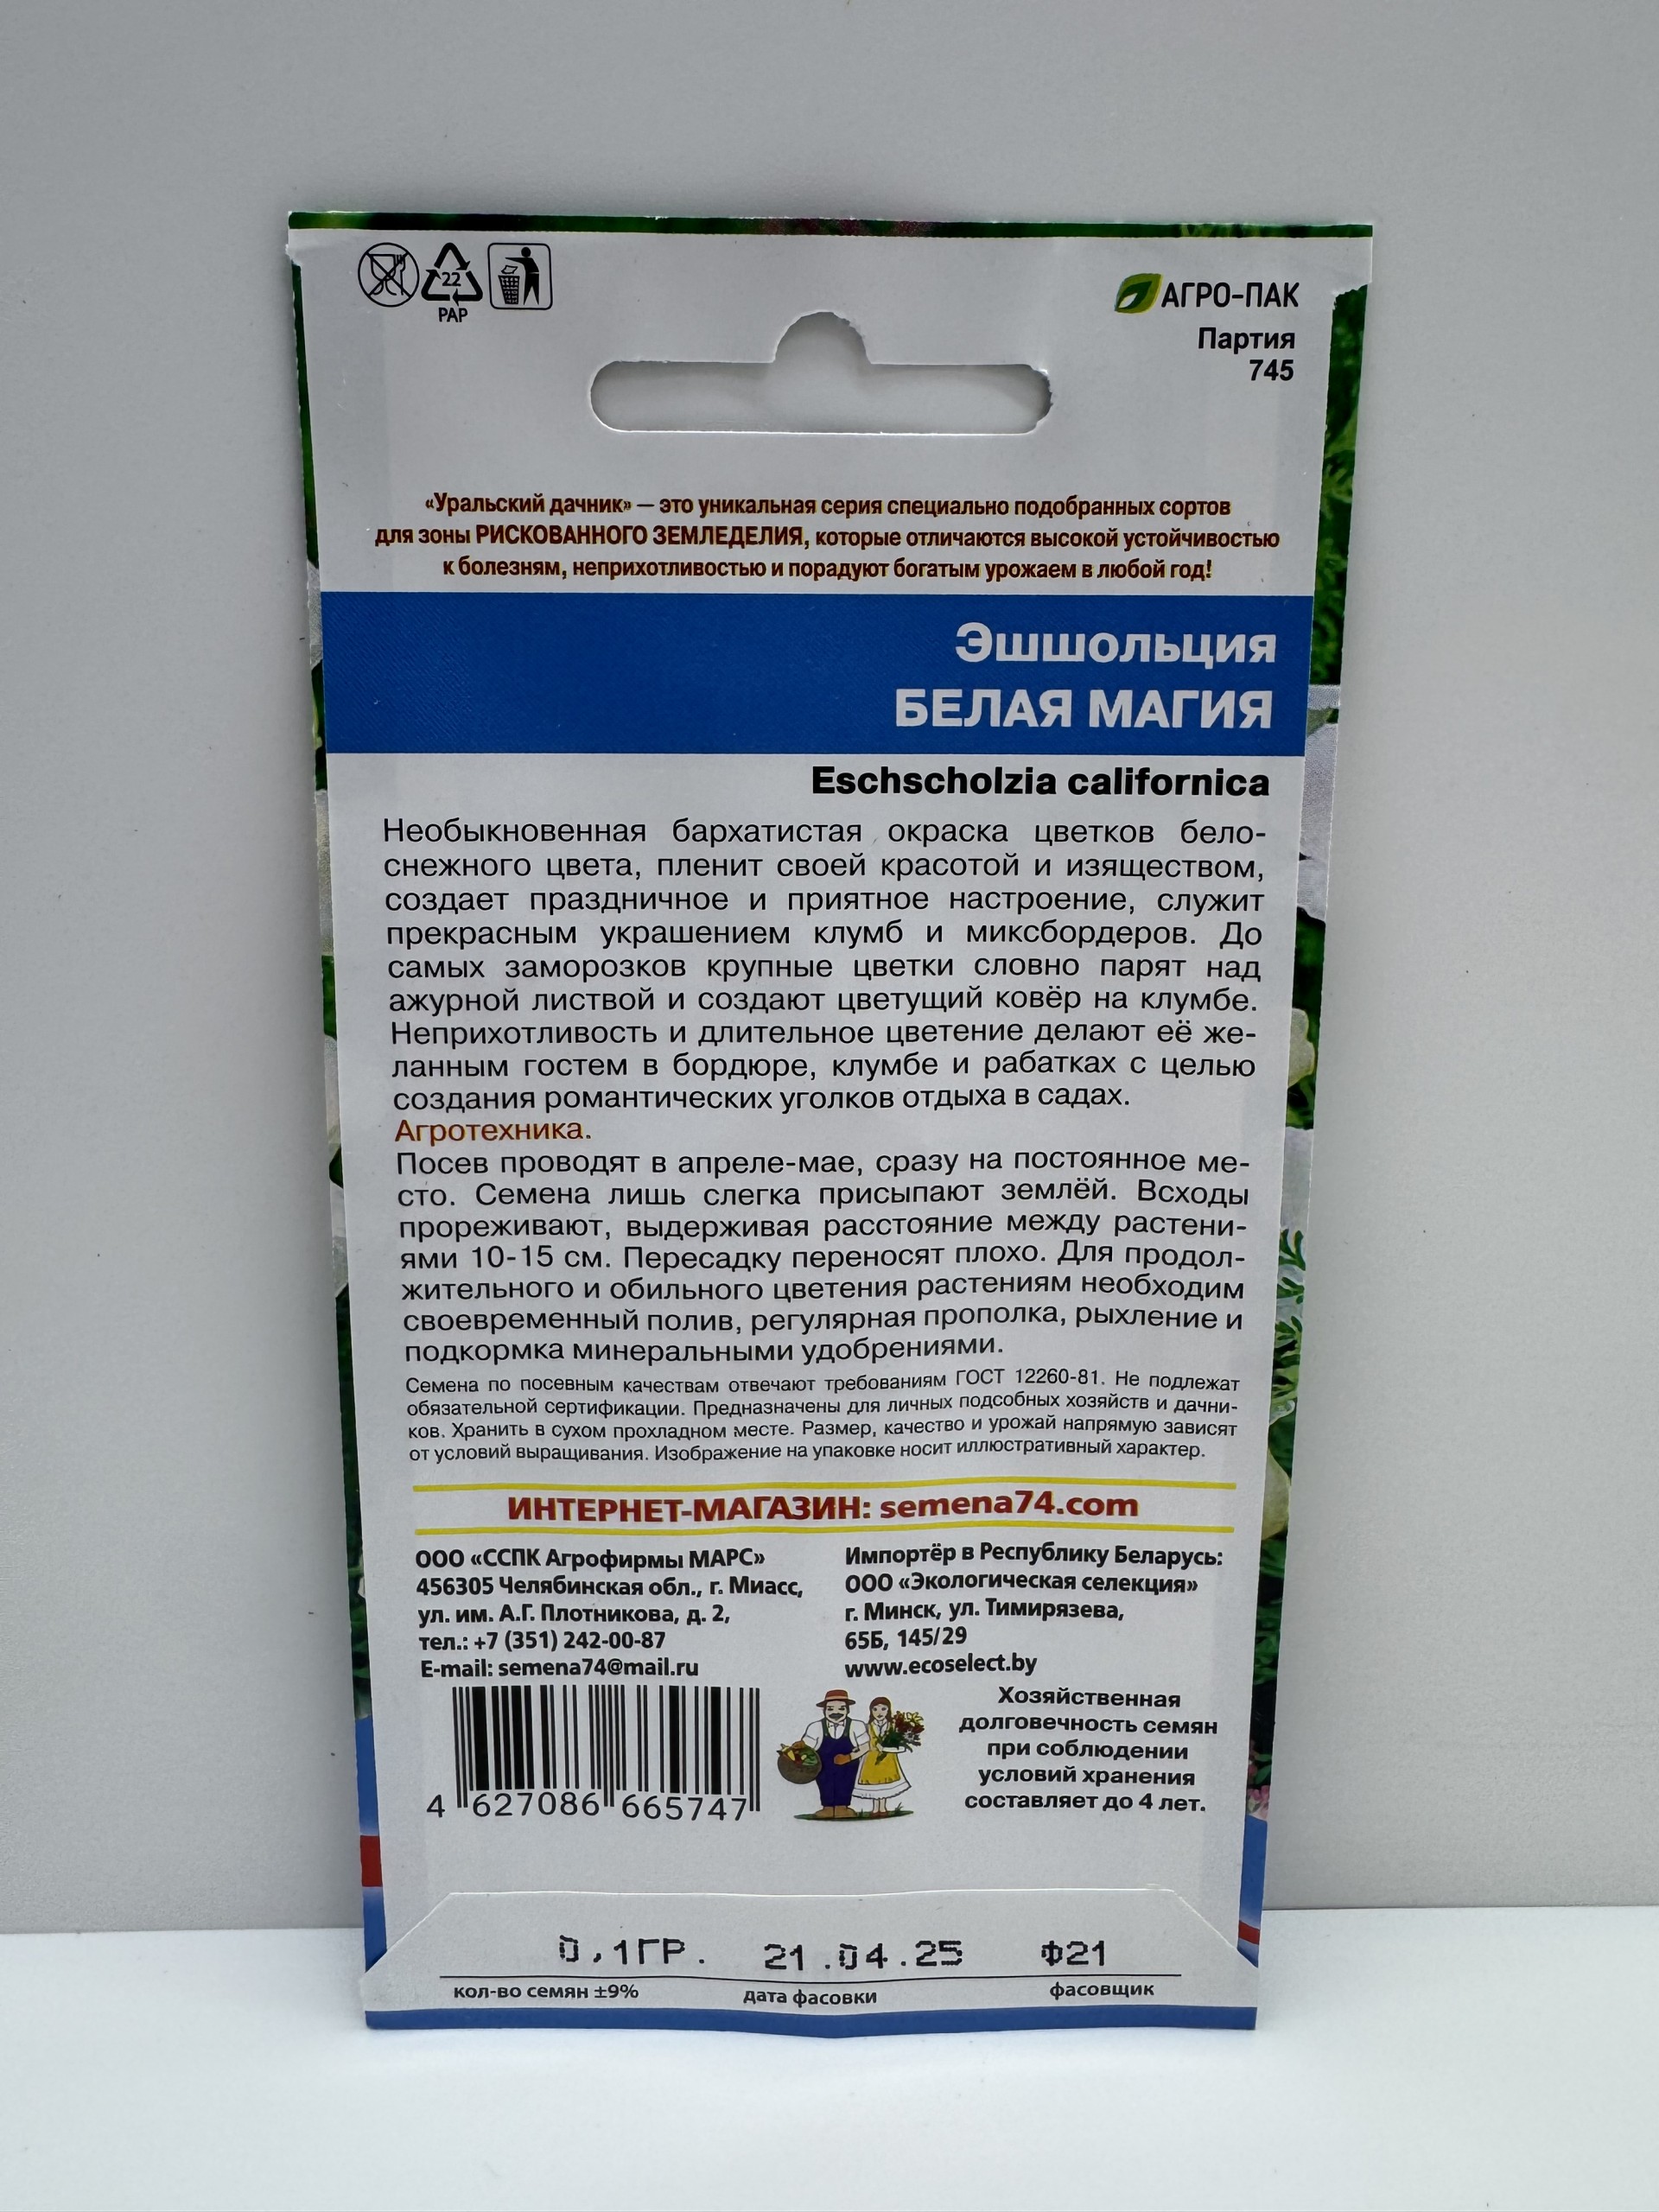 22
PAP
АГРО-ПАК
Партия
745
«Уральский дачник» — это уникальная серия специально подобранных сортов
для зоны РИСКОВАННОГО ЗЕМЛЕДЕЛИЯ, которые отличаются высокой устойчивостью
к болезням, неприхотливостью и порадуют богатым урожаем в любой год!
Эшшольция
БЕЛАЯ МАГИЯ
Eschscholzia californica
Необыкновенная бархатистая окраска цветков бело-
снежного цвета, пленит своей красотой и изяществом,
создает праздничное и приятное настроение, служит
прекрасным украшением клумб и миксбордеров. До
самых заморозков крупные цветки словно парят над
ажурной листвой и создают цветущий ковёр на клумбе.
Неприхотливость и длительное цветение делают её же-
ланным гостем в бордюре, клумбе и рабатках с целью
создания романтических уголков отдыха в садах.
Агротехника.
Посев проводят в апреле-мае, сразу на постоянное ме-
сто. Семена лишь слегка присыпают землёй. Всходы
прореживают, выдерживая расстояние между растени-
ями 10-15 см. Пересадку переносят плохо. Для продол-
жительного и обильного цветения растениям необходим
своевременный полив, регулярная прополка, рыхление и
подкормка минеральными удобрениями.
Семена по посевным качествам отвечают требованиям ГОСТ 12260-81. Не подлежат
обязательной сертификации. Предназначены для личных подсобных хозяйств и дачни-
ков. Хранить в сухом прохладном месте. Размер, качество и урожай напрямую зависят
от условий выращивания. Изображение на упаковке носит иллюстративный характер.
ИНТЕРНЕТ-МАГАЗИН: semena74.com
ООО «ССПК Агрофирмы МАРС»
456305 Челябинская обл., г. Миасс,
ул. им. А.Г. Плотникова, д. 2,
тел.: +7 (351) 242-00-87
E-mail: semena74@mail.ru
Импортёр в Республику Беларусь:
ООО «Экологическая селекция»
г. Минск, ул. Тимирязева,
65Б, 145/29
www.ecoselect.by
Хозяйственная
долговечность семян
при соблюдении
условий хранения
составляет до 4 лет.
4 627086 665747
0,1ГР. 21.04.25 Ф21
кол-во семян ±9% дата фасовки фасовщик